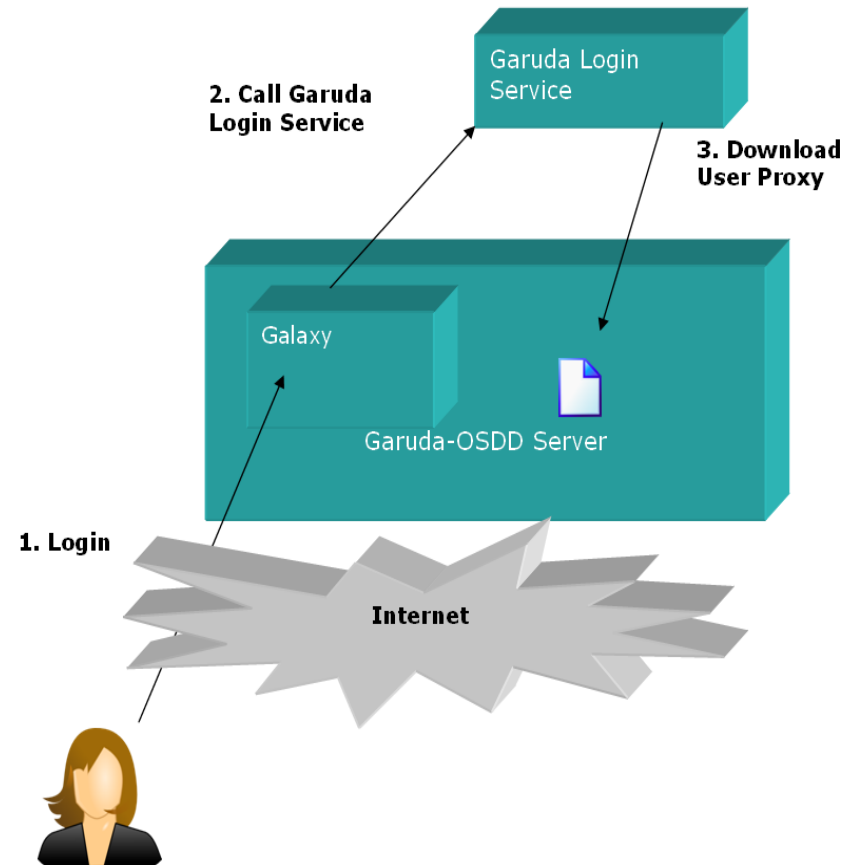 Garuda Login
Service
2. Call Garuda
Login Service
3. Download
User Proxy
Galaxy
Garuda-OSDD Server
1. Login
Internet